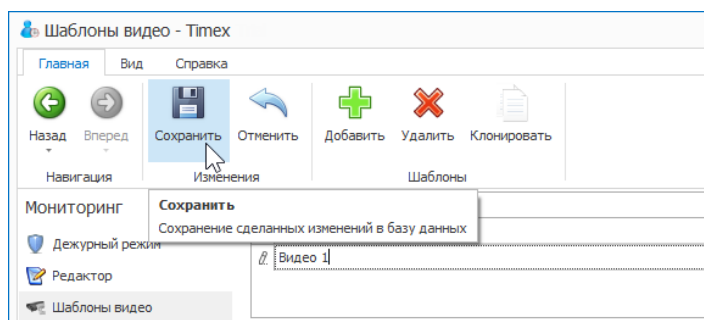 Шаблоны видео - Timex
Главная Вид Справка
Назад Вперед Сохранить Отменить Добавить Удалить Клонировать
Навигация Изменения Шаблоны
Мониторинг
Сохранить
Сохранение сделанных изменений в базу данных
Дежурный режим
Видео 1
Редактор
Шаблоны видео